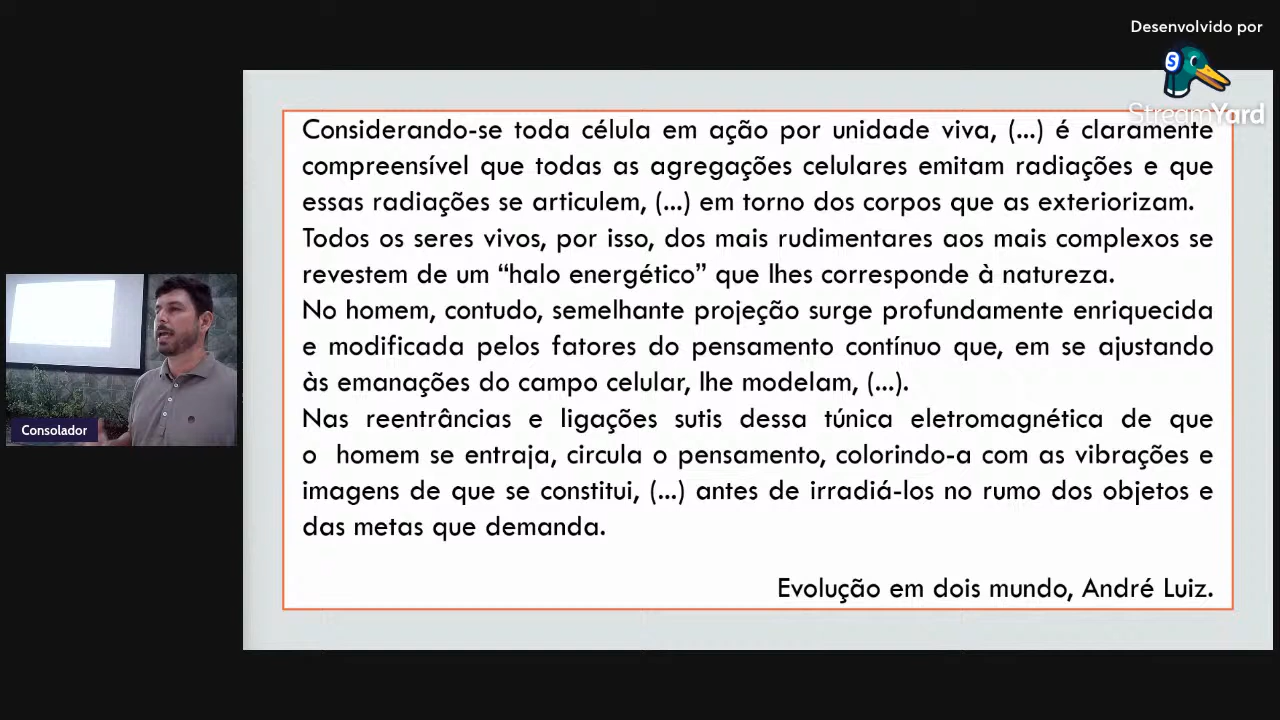 Desenvolvido por
StreamYard
Considerando-se toda célula em ação por unidade viva, (...) é claramente
compreensível que todas as agregações celulares emitam radiações e que
essas radiações se articulem, (...) em torno dos corpos que as exteriorizam.
Todos os seres vivos, por isso, dos mais rudimentares aos mais complexos se
revestem de um “halo energético” que lhes corresponde à natureza.
No homem, contudo, semelhante projeção surge profundamente enriquecida
e modificada pelos fatores do pensamento contínuo que, em se ajustando
às emanações do campo celular, lhe modelam, (...).
Nas reentrâncias e ligações sutis dessa túnica eletromagnética de que
o homem se entraja, circula o pensamento, colorindo-a com as vibrações e
imagens de que se constitui, (...) antes de irradiá-los no rumo dos objetos e
das metas que demanda.
Evolução em dois mundo, André Luiz.
Consolador